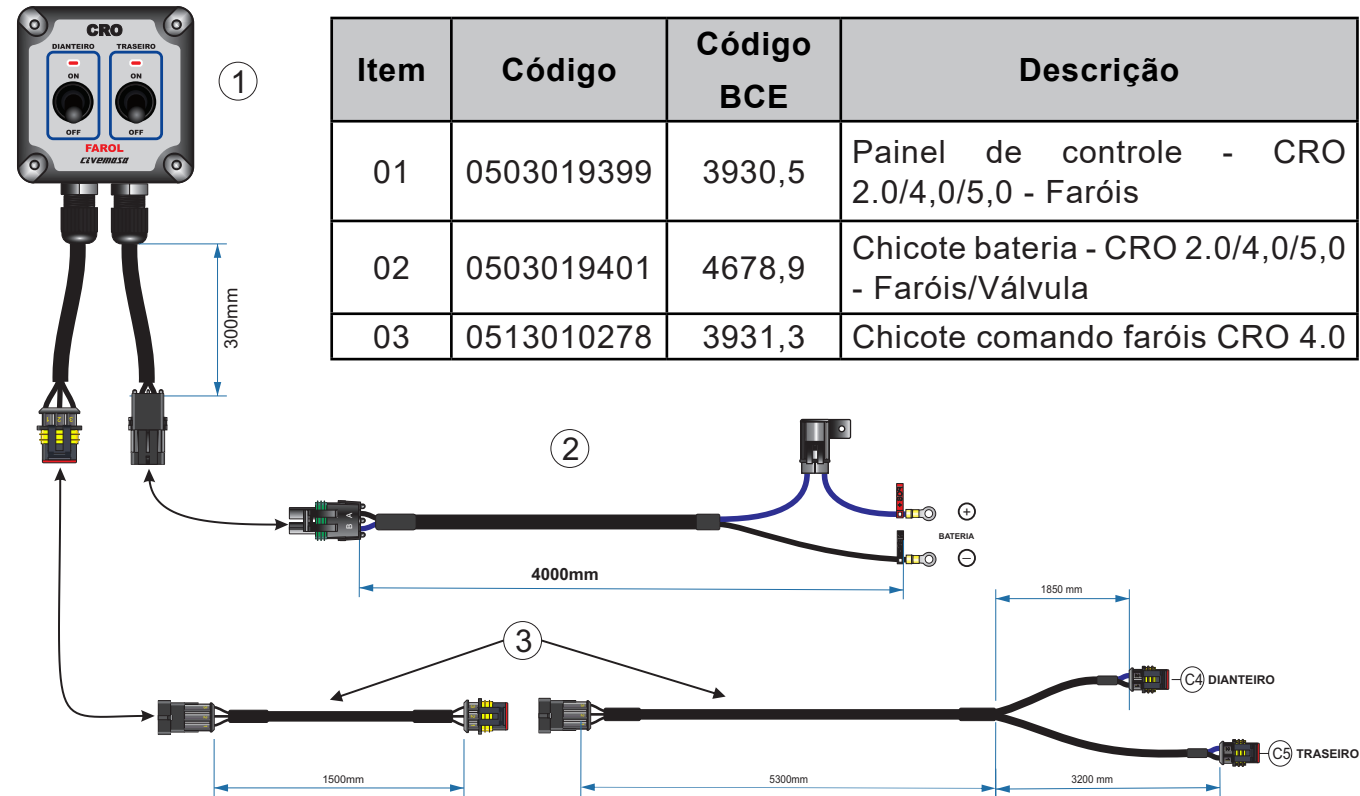 CRO
DIANTEIRO TRASEIRO
ON ON
OFF OFF
FAROL
civemasa
1
Item Código Código BCE Descrição
01 0503019399 3930,5 Painel de controle - CRO
2.0/4,0/5,0 - Faróis
02 0503019401 4678,9 Chicote bateria - CRO 2.0/4,0/5,0
- Faróis/Válvula
03 0513010278 3931,3 Chicote comando faróis CRO 4.0
300mm
2
A
B
+
BATERIA
−
4000mm
1850 mm
3
C4 DIANTEIRO
C5 TRASEIRO
1500mm
5300mm
3200 mm